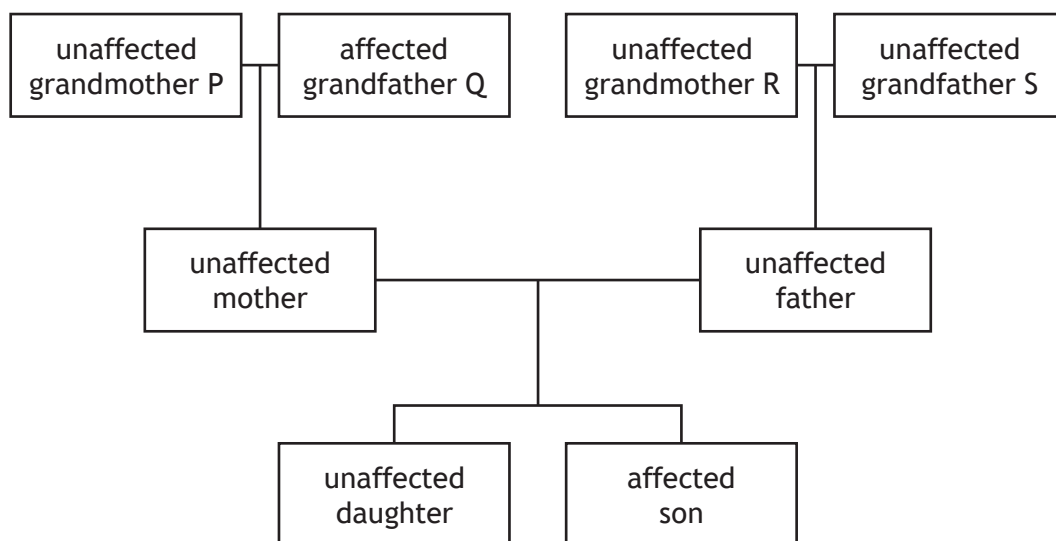 unaffected
grandmother P
affected
grandfather Q
unaffected
grandmother R
unaffected
grandfather S
unaffected
mother
unaffected
father
unaffected
daughter
affected
son